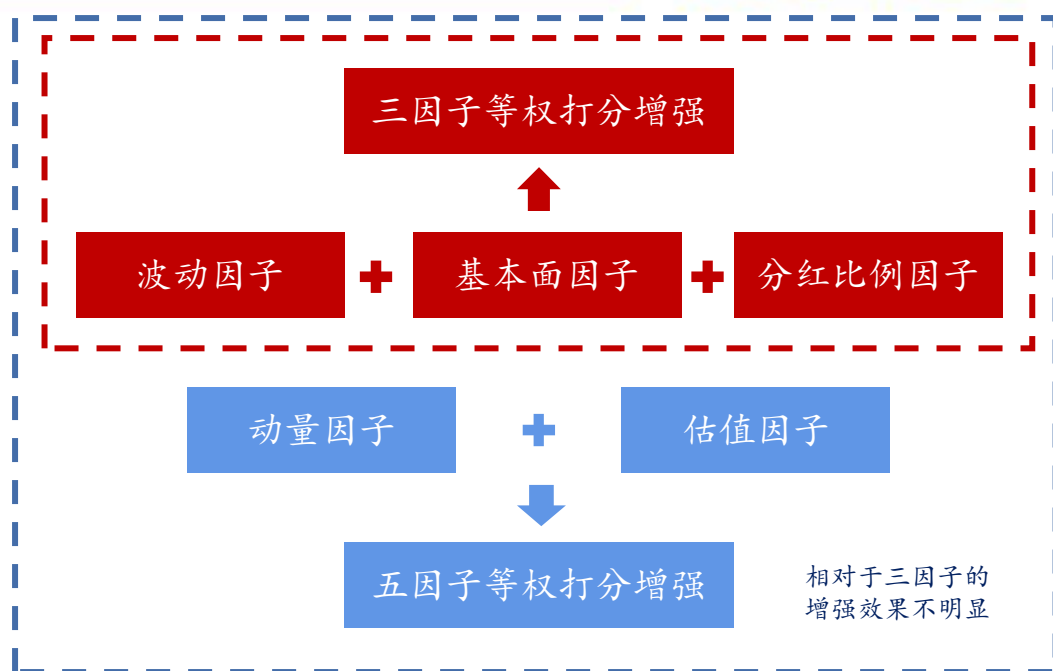 三因子等权打分增强
波动因子
基本面因子
分红比例因子
动量因子
估值因子
五因子等权打分增强
相对于三因子的
增强效果不明显